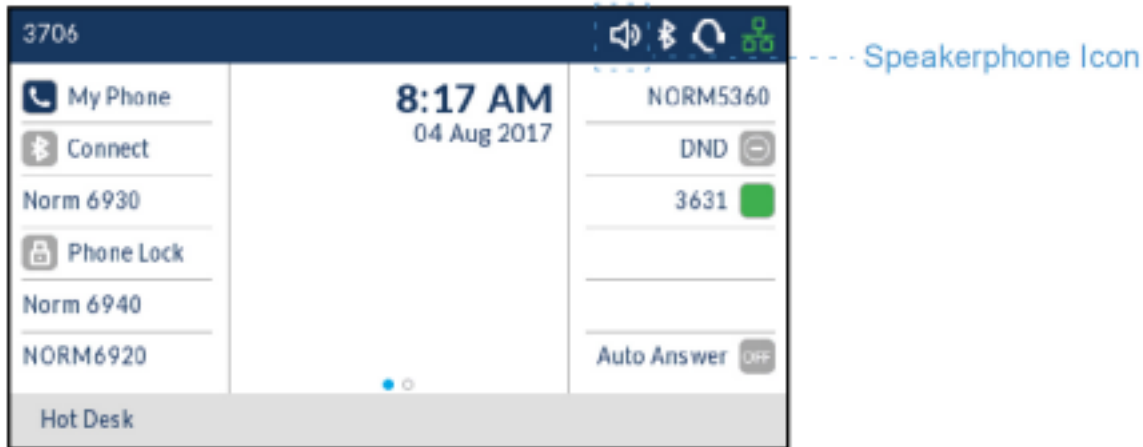 3706
Speakerphone Icon
My Phone
Connect
Norm 6930
Phone Lock
Norm 6940
NORM6920
8:17 AM
04 Aug 2017
NORM5360
DND
3631
Auto Answer OFF
Hot Desk